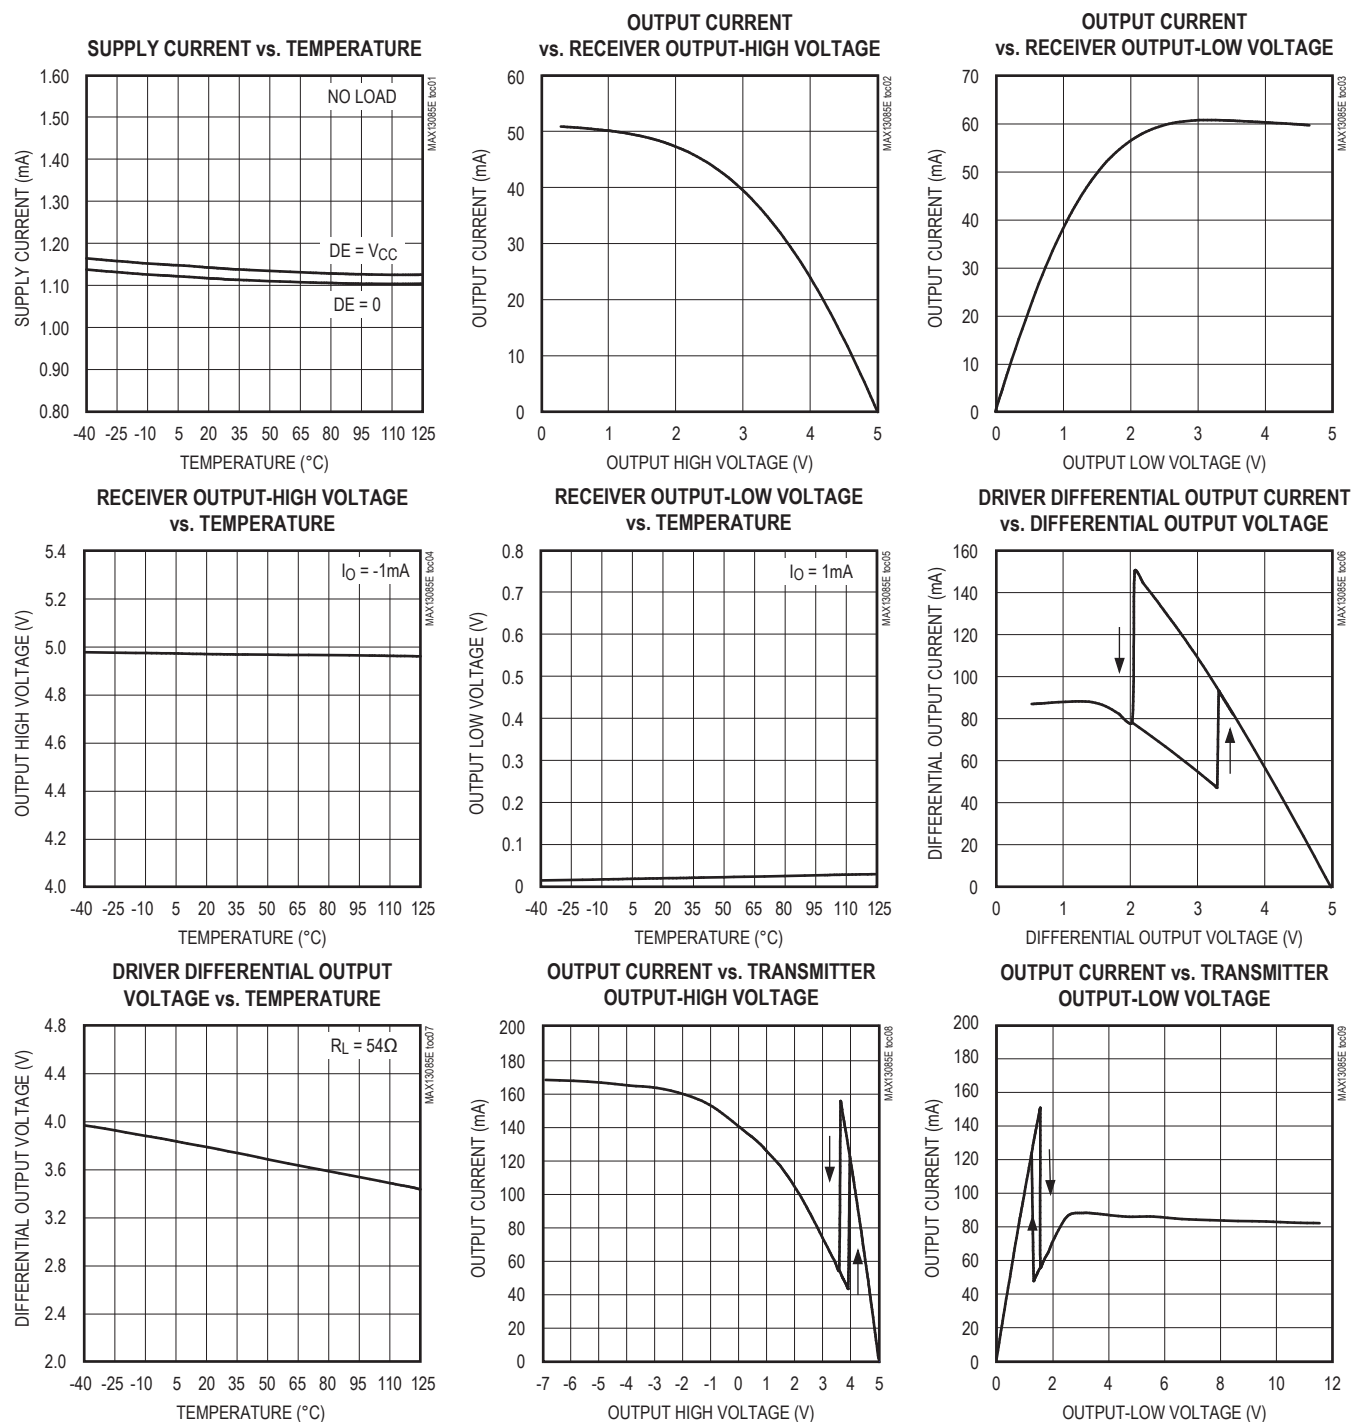 SUPPLY CURRENT vs. TEMPERATURE
MAX13085E toc01
NO LOAD
DE = VCC
DE = 0
SUPPLY CURRENT (mA)
1.60
1.50
1.40
1.30
1.20
1.10
1.00
0.90
0.80
-40 -25 -10 5 20 35 50 65 80 95 110 125
TEMPERATURE (°C)
OUTPUT CURRENT
vs. RECEIVER OUTPUT-HIGH VOLTAGE
MAX13085E toc02
OUTPUT CURRENT (mA)
60
50
40
30
20
10
0
0 1 2 3 4 5
OUTPUT HIGH VOLTAGE (V)
OUTPUT CURRENT
vs. RECEIVER OUTPUT-LOW VOLTAGE
MAX13085E toc03
OUTPUT CURRENT (mA)
70
60
50
40
30
20
10
0
0 1 2 3 4 5
OUTPUT LOW VOLTAGE (V)
RECEIVER OUTPUT-HIGH VOLTAGE
vs. TEMPERATURE
MAX13085E toc04
IO = -1mA
OUTPUT HIGH VOLTAGE (V)
5.4
5.2
5.0
4.8
4.6
4.4
4.2
4.0
-40 -25 -10 5 20 35 50 65 80 95 110 125
TEMPERATURE (°C)
RECEIVER OUTPUT-LOW VOLTAGE
vs. TEMPERATURE
MAX13085E toc05
IO = 1mA
OUTPUT LOW VOLTAGE (V)
0.8
0.7
0.6
0.5
0.4
0.3
0.2
0.1
0
-40 -25 -10 5 20 35 50 65 80 95 110 125
TEMPERATURE (°C)
DRIVER DIFFERENTIAL OUTPUT CURRENT
vs. DIFFERENTIAL OUTPUT VOLTAGE
MAX13085E toc06
DIFFERENTIAL OUTPUT CURRENT (mA)
160
140
120
100
80
60
40
20
0
0 1 2 3 4 5
DIFFERENTIAL OUTPUT VOLTAGE (V)
DRIVER DIFFERENTIAL OUTPUT
VOLTAGE vs. TEMPERATURE
MAX13085E toc07
RL = 54Ω
DIFFERENTIAL OUTPUT VOLTAGE (V)
4.8
4.4
4.0
3.6
3.2
2.8
2.4
2.0
-40 -25 -10 5 20 35 50 65 80 95 110 125
TEMPERATURE (°C)
OUTPUT CURRENT vs. TRANSMITTER
OUTPUT-HIGH VOLTAGE
MAX13085E toc08
OUTPUT CURRENT (mA)
200
180
160
140
120
100
80
60
40
20
0
-7 -6 -5 -4 -3 -2 -1 0 1 2 3 4 5
OUTPUT HIGH VOLTAGE (V)
OUTPUT CURRENT vs. TRANSMITTER
OUTPUT-LOW VOLTAGE
MAX13085E toc09
OUTPUT CURRENT (mA)
200
180
160
140
120
100
80
60
40
20
0
0 2 4 6 8 10 12
OUTPUT-LOW VOLTAGE (V)